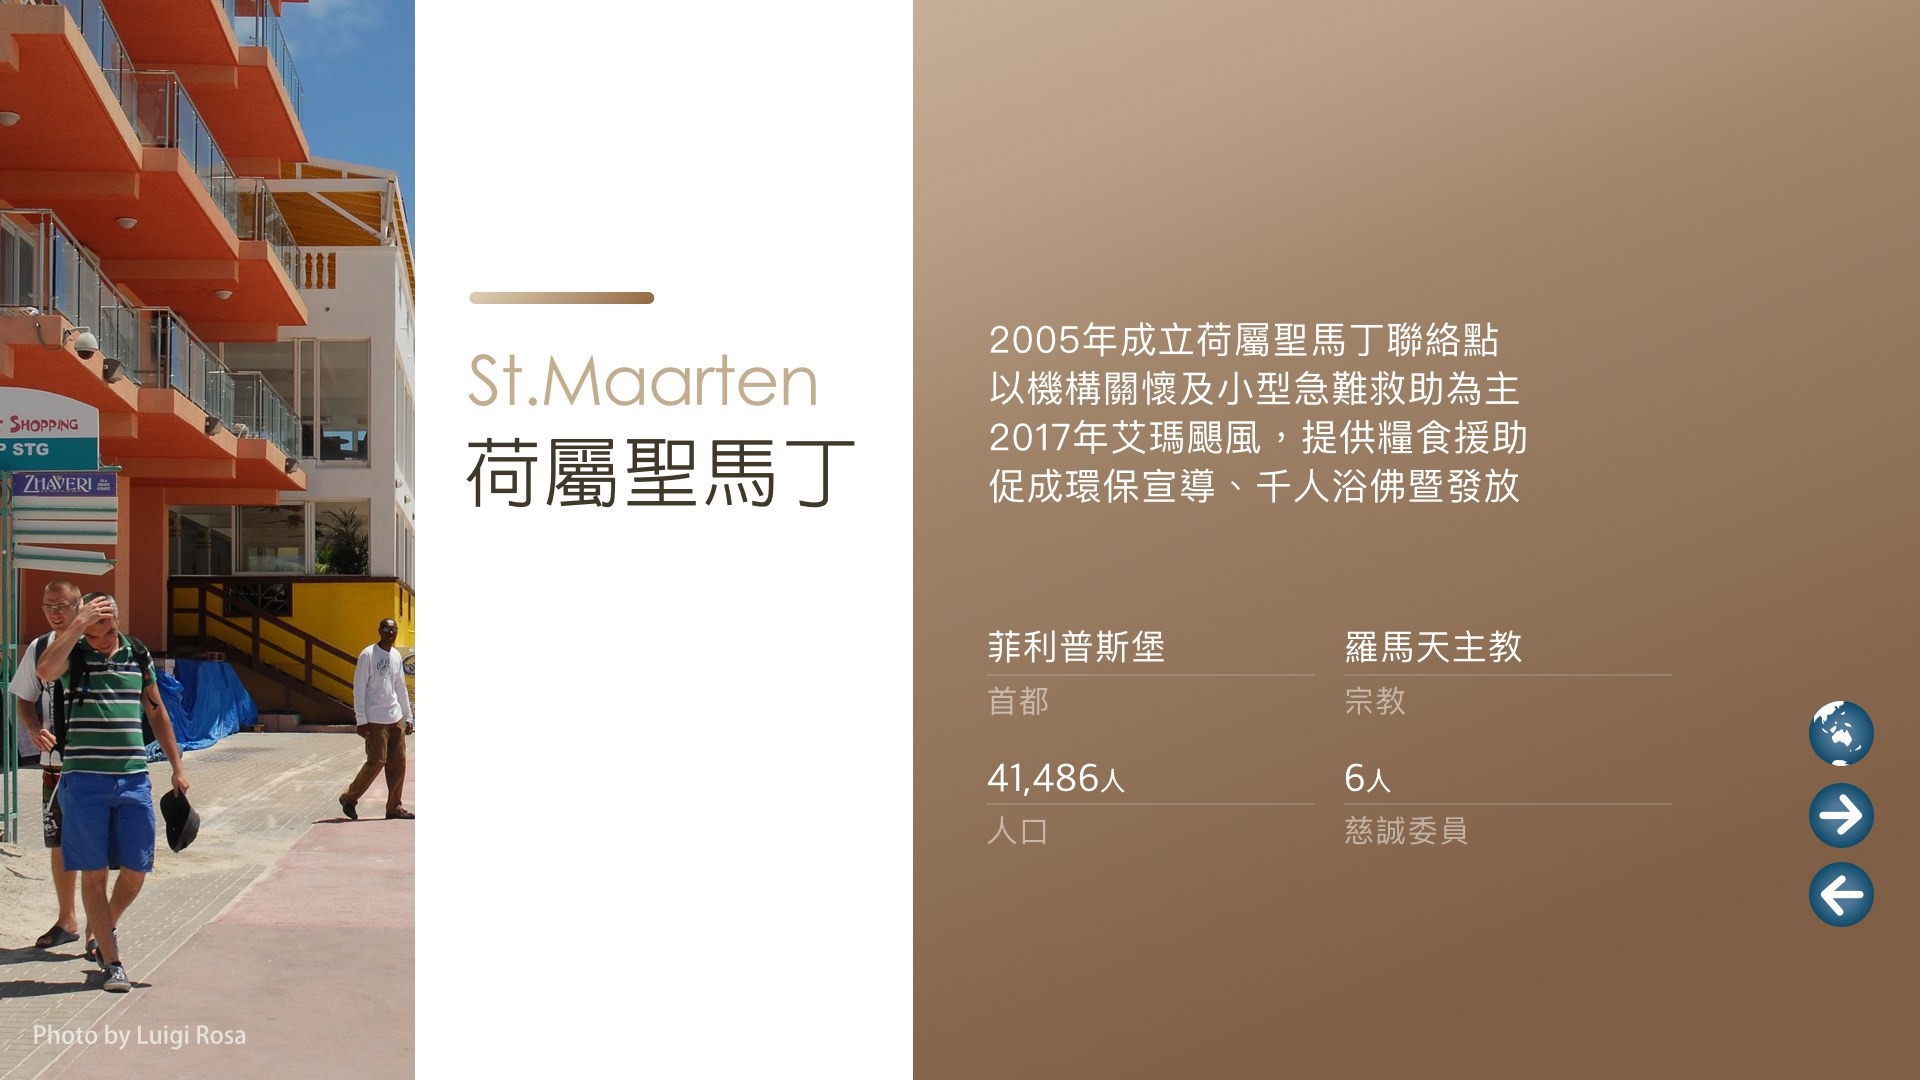 SHOPPING
P STG
ZHAVERI
Photo by Luigi Rosa
St.Maarten
荷屬聖馬丁
2005年成立荷屬聖馬丁聯絡點
以機構關懷及小型急難救助為主
2017年艾瑪颶風，提供糧食援助
促成環保宣導、千人浴佛暨發放
菲利普斯堡
首都
羅馬天主教
宗教
41,486人
人口
6人
慈誠委員